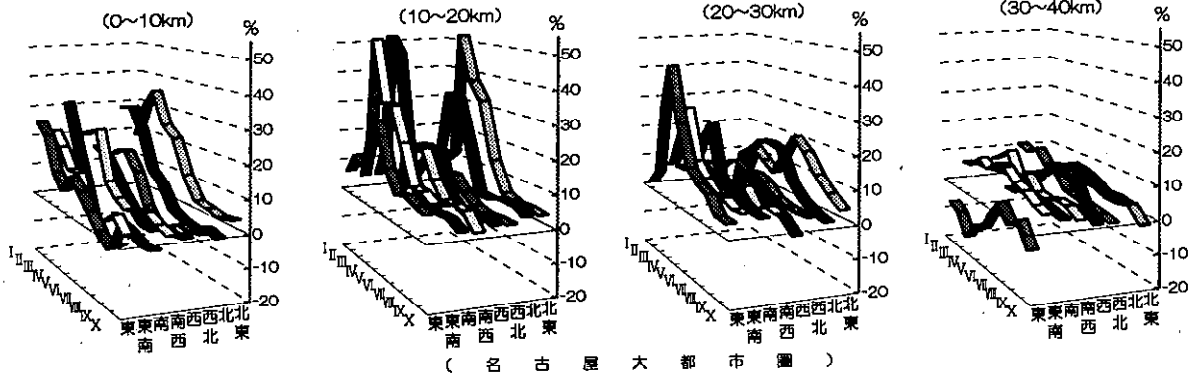 (0~10km) (10~20km) (20~30km) (30~40km)
% % % %
50 50 50 50
40 40 40 40
30 30 30 30
20 20 20 20
10 10 10 10
0 0 0 0
-10 -10 -10 -10
-20 -20 -20 -20
I II III IV V VI VII VIII IX X
東 東南 南 南西 西 西北 北 北東
I II III IV V VI VII VIII IX X
東 東南 南 南西 西 西北 北 北東
I II III IV V VI VII VIII IX X
東 東南 南 南西 西 西北 北 北東
I II III IV V VI VII VIII IX X
東 東南 南 南西 西 西北 北 北東
(名古屋大都市圏)